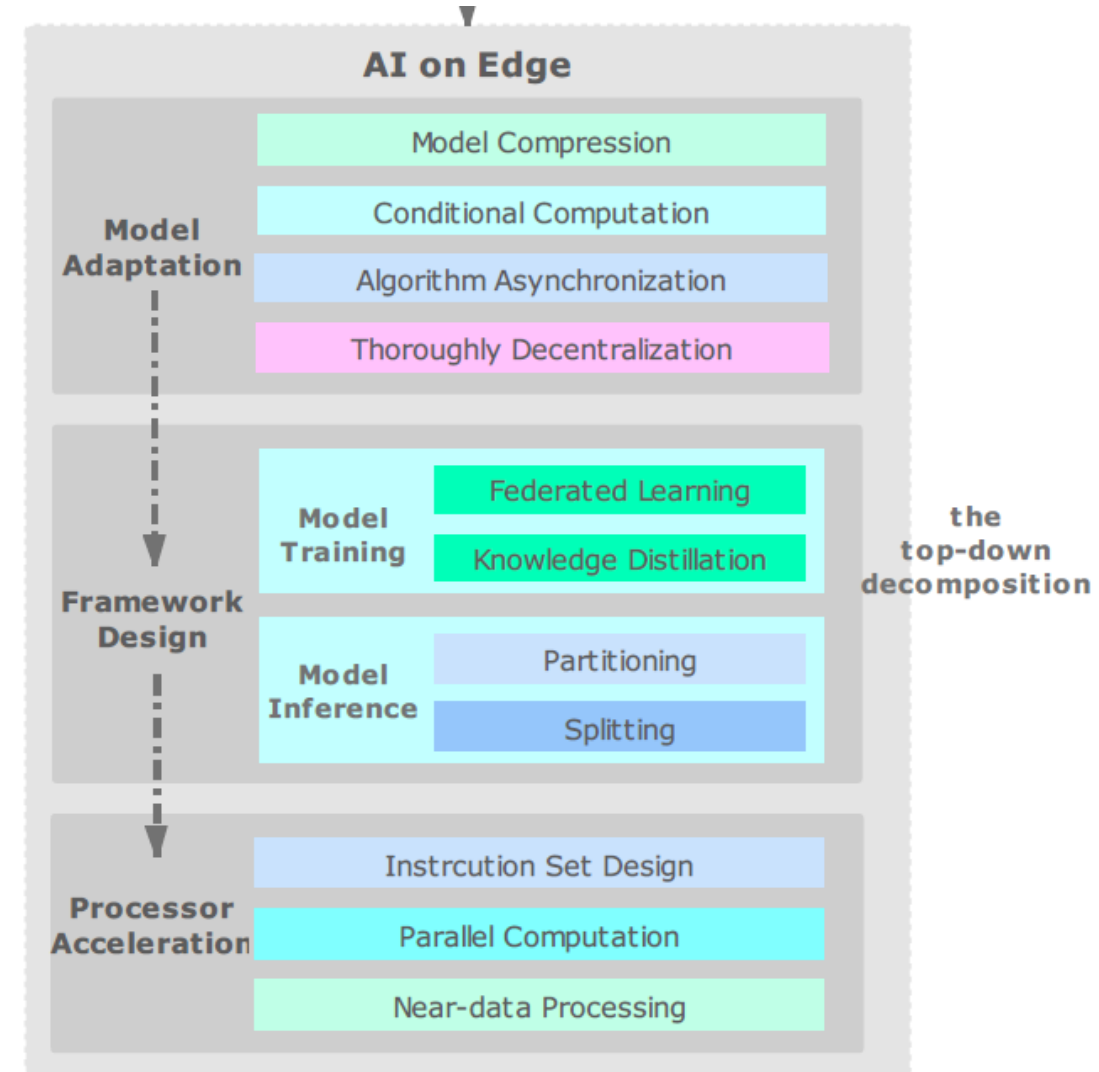 AI on Edge
Model
Adaptation
Model Compression
Conditional Computation
Algorithm Asynchronization
Thoroughly Decentralization
Framework
Design
Model
Training
Federated Learning
Knowledge Distillation
Model
Inference
Partitioning
Splitting
Processor
Acceleration
Instrcution Set Design
Parallel Computation
Near-data Processing
the
top-down
decomposition